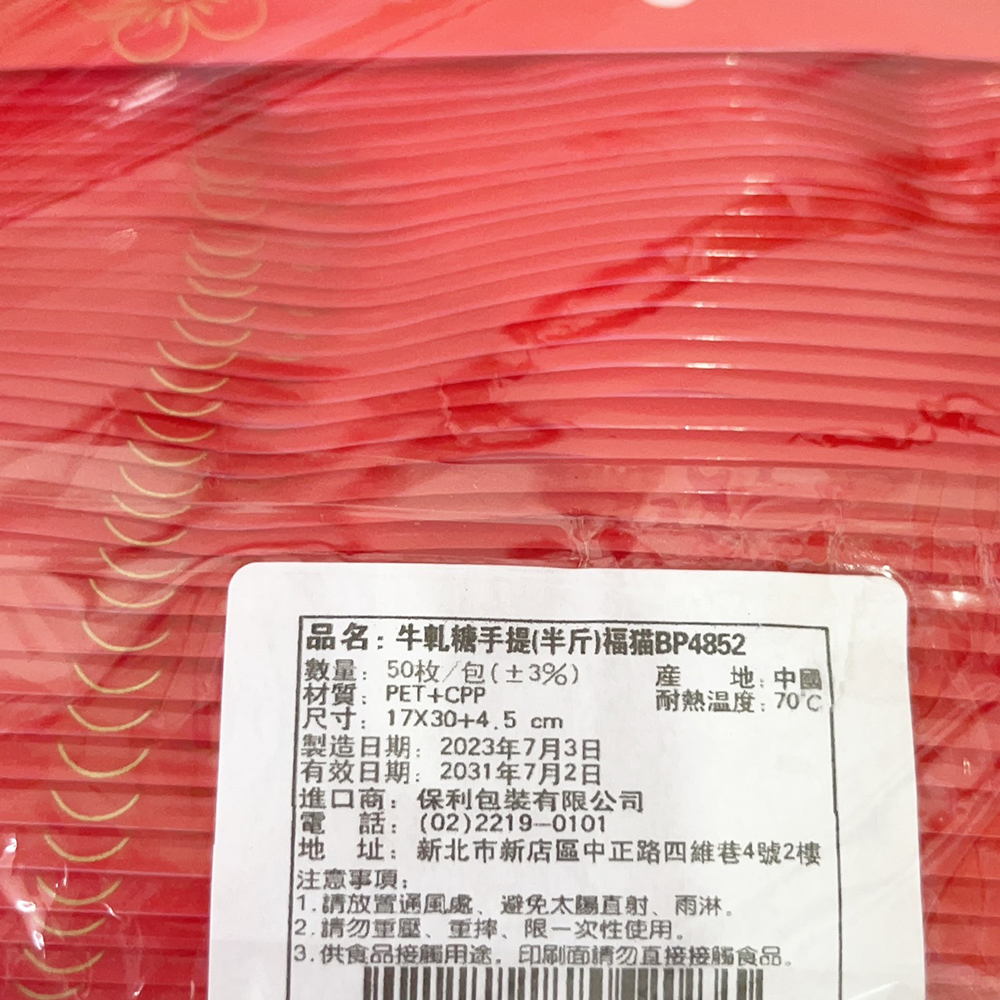 品名：牛軋糖手提(半斤)福猫BP4852
數量：50枚/包(±3%) 產 地：中國
材質：PET+CPP 耐熱溫度：70℃
尺寸：17X30+4.5 cm
製造日期：2023年7月3日
有效日期：2031年7月2日
進口商：保利包裝有限公司
電 話：(02)2219-0101
地 址：新北市新店區中正路四維巷4號2樓
注意事項：
1.請放置通風處、避免太陽直射、雨淋。
2.請勿重壓、重摔、限一次性使用。
3.供食品接觸用途。印刷面請勿直接接觸食品。